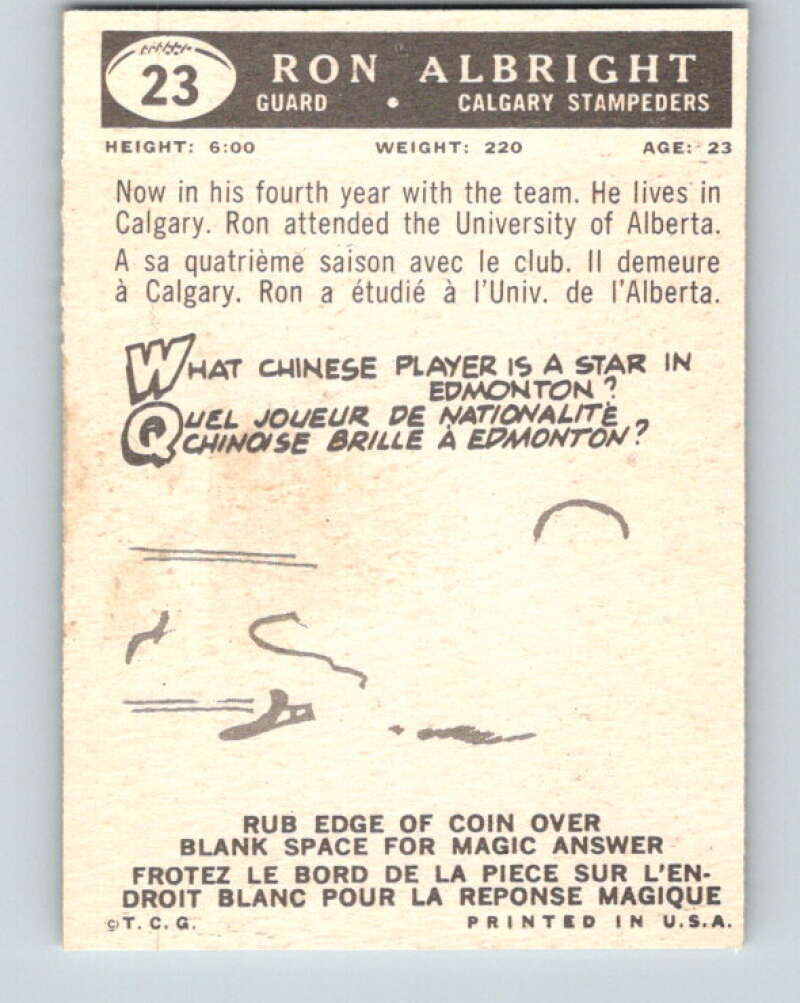 23
RON ALBRIGHT
GUARD • CALGARY STAMPEDERS
HEIGHT: 6:00 WEIGHT: 220 AGE: 23
Now in his fourth year with the team. He lives in
Calgary. Ron attended the University of Alberta.
A sa quatrième saison avec le club. Il demeure
à Calgary. Ron a étudié à l'Univ. de l'Alberta.
WHAT CHINESE PLAYER IS A STAR IN
EDMONTON?
QUEL JOUEUR DE NATIONALITÈ
CHINOISE BRILLE À EDMONTON?
RUB EDGE OF COIN OVER
BLANK SPACE FOR MAGIC ANSWER
FROTEZ LE BORD DE LA PIECE SUR L'EN-
DROIT BLANC POUR LA REPONSE MAGIQUE
©T.C.G. PRINTED IN U.S.A.